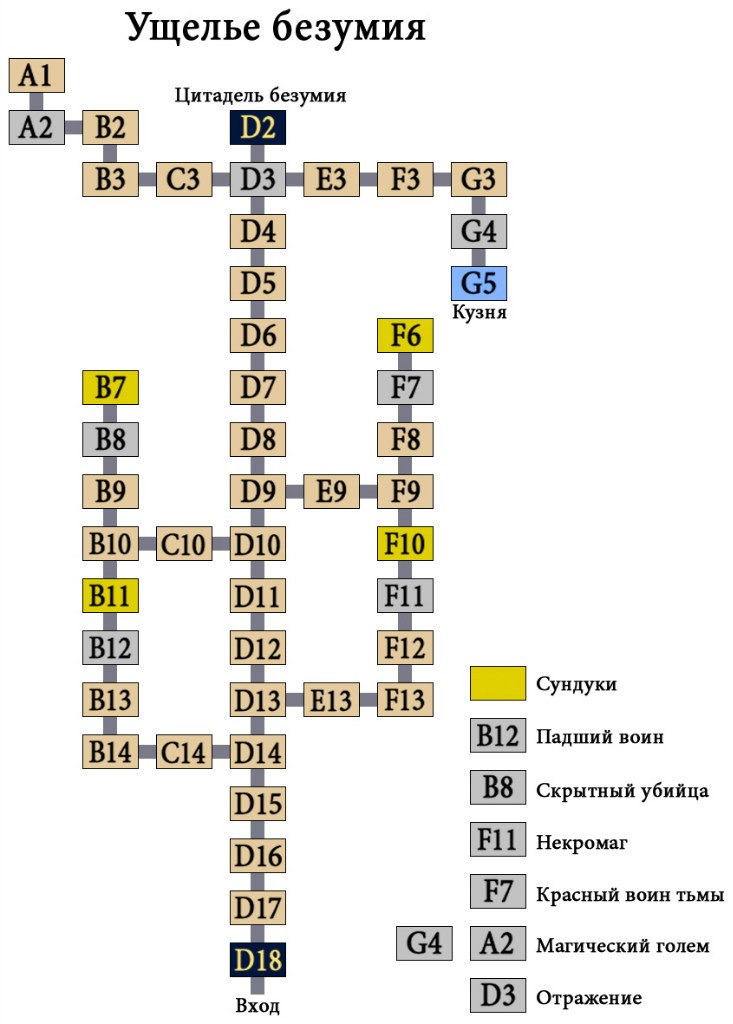 Ущелье безумия
A1
Цитадель безумия
A2 B2 D2
B3 C3 D3 E3 F3 G3
D4 G4
D5 G5
Кузня
D6 F6
B7 D7 F7
B8 D8 F8
B9 D9 E9 F9
B10 C10 D10 F10
B11 D11 F11
B12 D12 F12
B13 D13 E13 F13
B14 C14 D14
D15
D16
D17
D18
Вход
Сундуки
B12 Падший воин
B8 Скрытный убийца
F11 Некромаг
F7 Красный воин тьмы
G4 A2 Магический голем
D3 Отражение